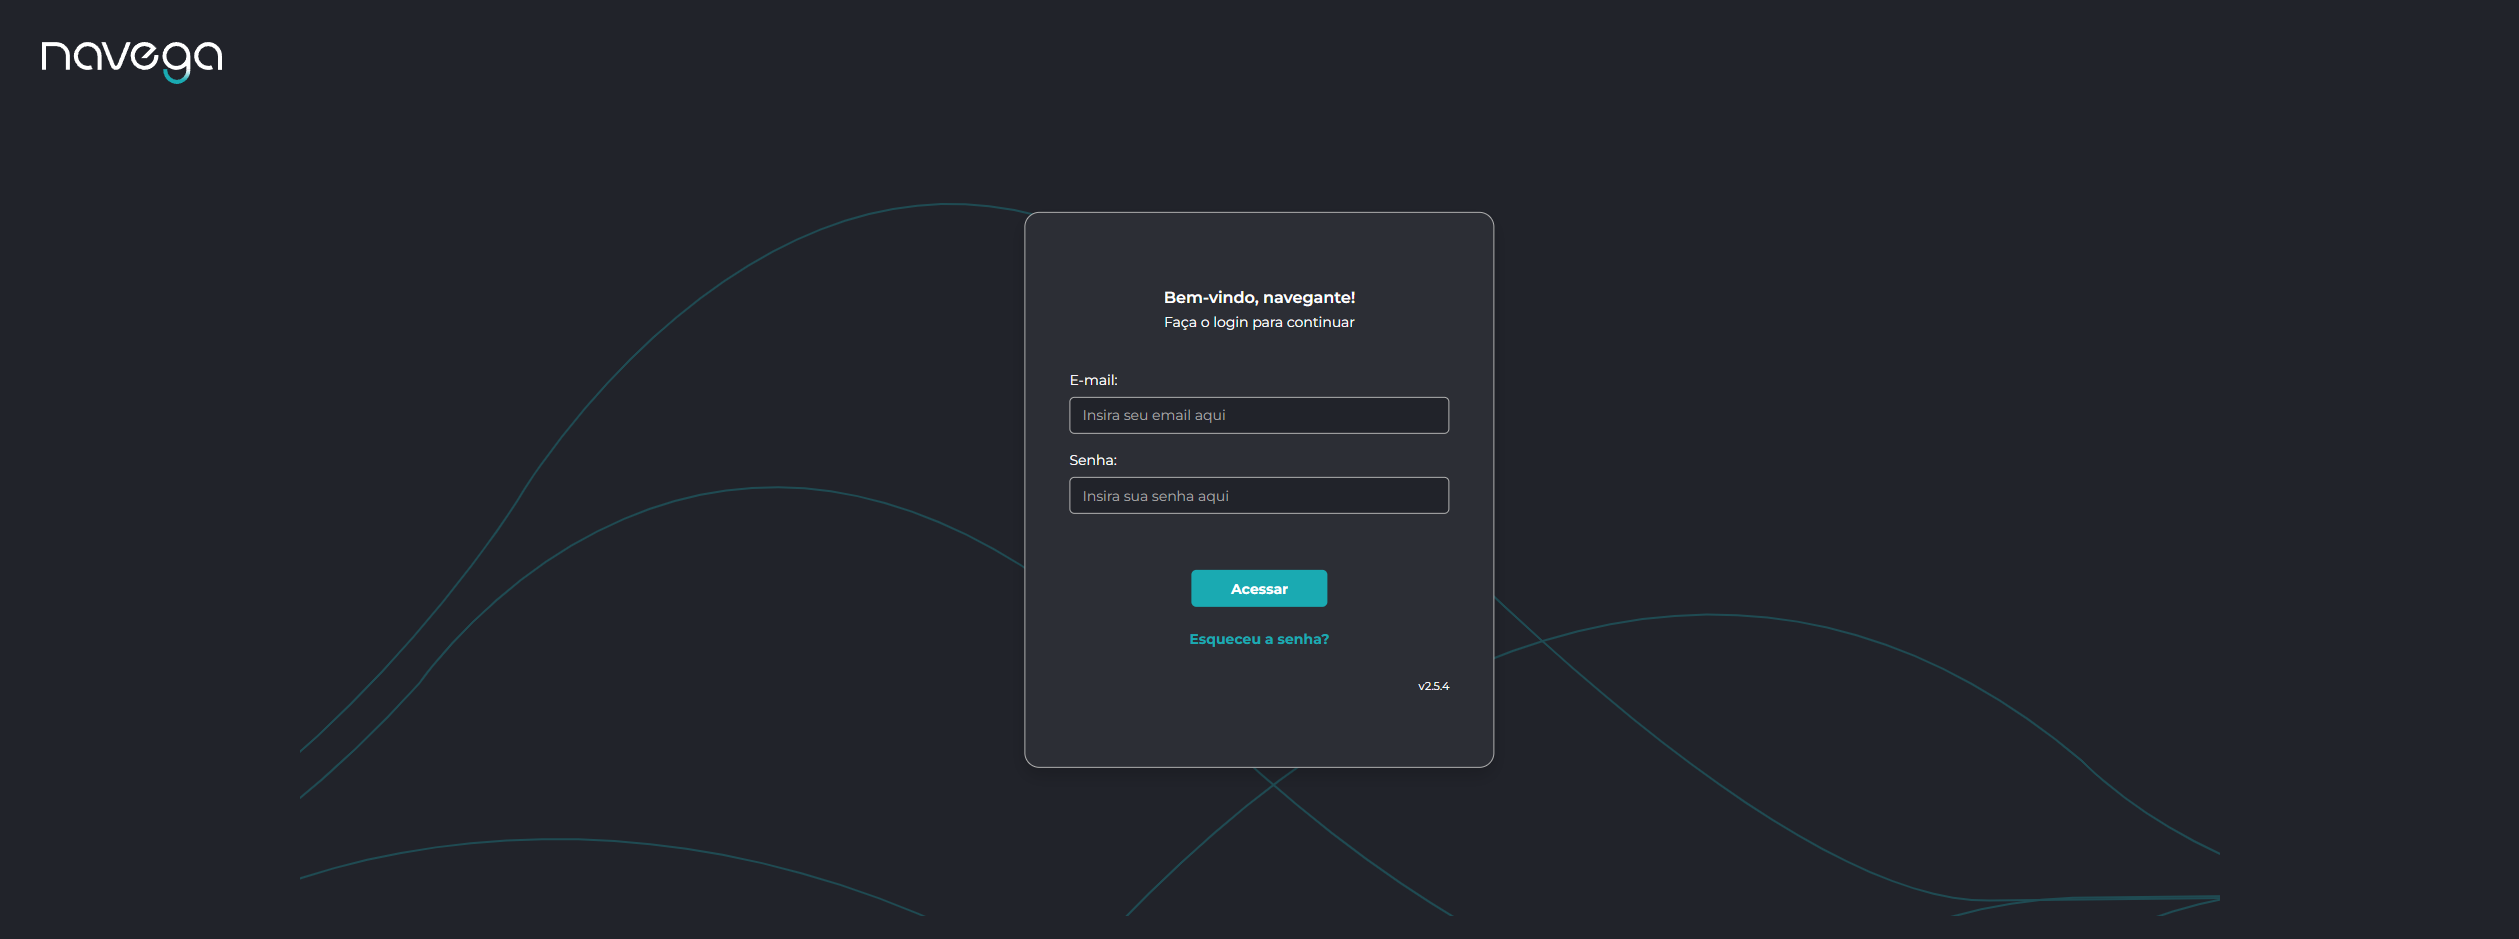 navega
Bem-vindo, navegante!
Faça o login para continuar
E-mail:
Insira seu email aqui
Senha:
Insira sua senha aqui
Acessar
Esqueceu a senha?
v2.5.4